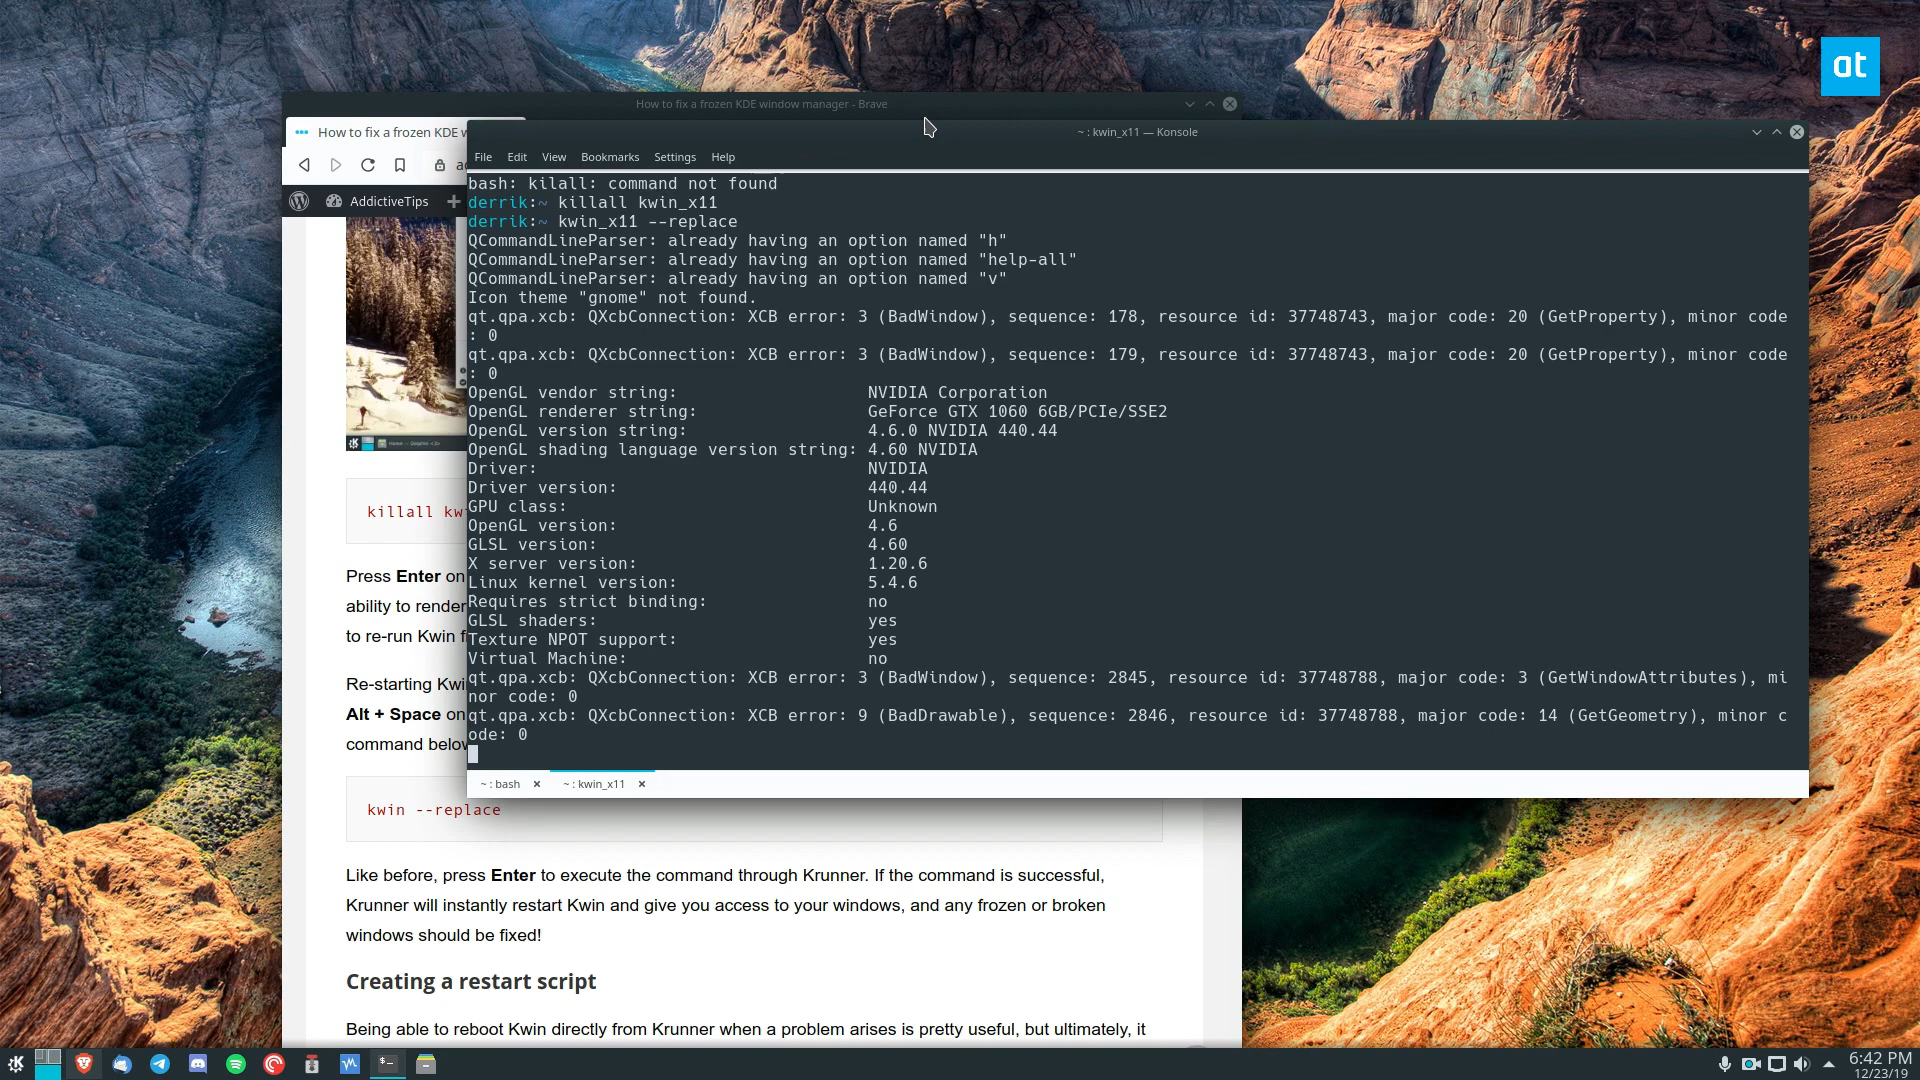 at
How to fix a frozen KDE window manager - Brave
How to fix a frozen KDE w
~ : kwin_x11 — Konsole
File Edit View Bookmarks Settings Help
AddictiveTips
bash: kilall: command not found
derrik:~ killall kwin_x11
derrik:~ kwin_x11 --replace
QCommandLineParser: already having an option named "h"
QCommandLineParser: already having an option named "help-all"
QCommandLineParser: already having an option named "v"
Icon theme "gnome" not found.
qt.qpa.xcb: QXcbConnection: XCB error: 3 (BadWindow), sequence: 178, resource id: 37748743, major code: 20 (GetProperty), minor code
: 0
qt.qpa.xcb: QXcbConnection: XCB error: 3 (BadWindow), sequence: 179, resource id: 37748743, major code: 20 (GetProperty), minor code
: 0
OpenGL vendor string: NVIDIA Corporation
OpenGL renderer string: GeForce GTX 1060 6GB/PCIe/SSE2
OpenGL version string: 4.6.0 NVIDIA 440.44
OpenGL shading language version string: 4.60 NVIDIA
Driver: NVIDIA
Driver version: 440.44
GPU class: Unknown
OpenGL version: 4.6
GLSL version: 4.60
X server version: 1.20.6
Linux kernel version: 5.4.6
Requires strict binding: no
GLSL shaders: yes
Texture NPOT support: yes
Virtual Machine: no
qt.qpa.xcb: QXcbConnection: XCB error: 3 (BadWindow), sequence: 2845, resource id: 37748788, major code: 3 (GetWindowAttributes), mi
nor code: 0
qt.qpa.xcb: QXcbConnection: XCB error: 9 (BadDrawable), sequence: 2846, resource id: 37748788, major code: 14 (GetGeometry), minor c
ode: 0
~ : bash
~ : kwin_x11
killall kw
Press Enter on
ability to render
to re-run Kwin f
Re-starting Kwi
Alt + Space on
command belov
kwin --replace
Like before, press Enter to execute the command through Krunner. If the command is successful,
Krunner will instantly restart Kwin and give you access to your windows, and any frozen or broken
windows should be fixed!
Creating a restart script
Being able to reboot Kwin directly from Krunner when a problem arises is pretty useful, but ultimately, it
6:42 PM
12/23/19